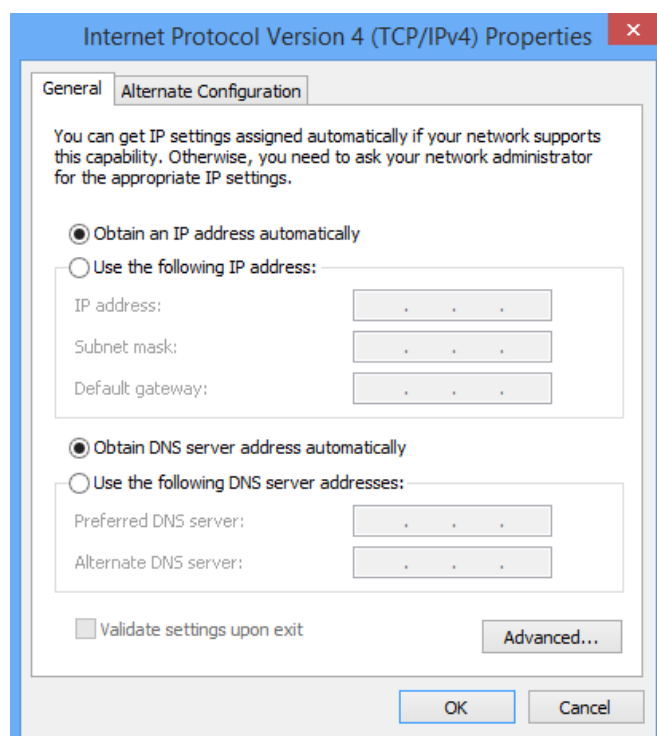 Internet Protocol Version 4 (TCP/IPv4) Properties
General
Alternate Configuration
You can get IP settings assigned automatically if your network supports
this capability. Otherwise, you need to ask your network administrator
for the appropriate IP settings.
Obtain an IP address automatically
Use the following IP address:
IP address:
Subnet mask:
Default gateway:
Obtain DNS server address automatically
Use the following DNS server addresses:
Preferred DNS server:
Alternate DNS server:
Validate settings upon exit
Advanced...
OK
Cancel